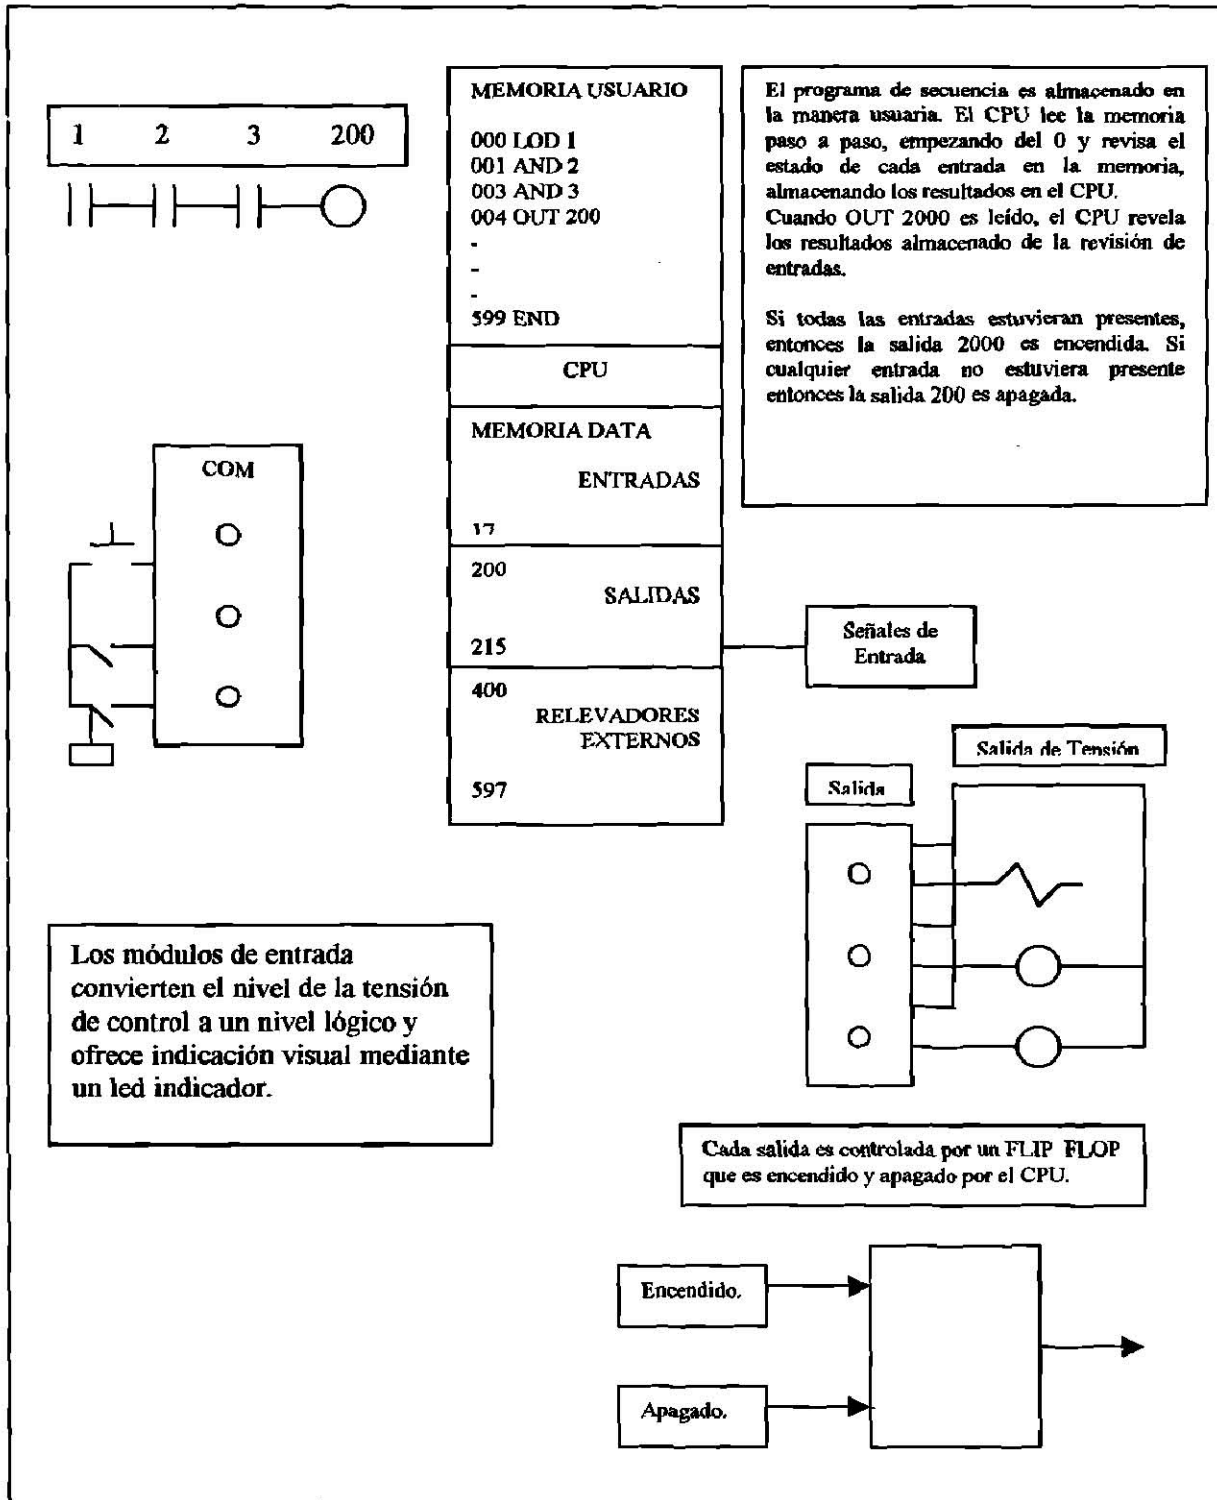 1 2 3 200
MEMORIA USUARIO
000 LOD 1
001 AND 2
003 AND 3
004 OUT 200
-
-
-
599 END
CPU
MEMORIA DATA
ENTRADAS
17
200
SALIDAS
215
400
RELEVADORES
EXTERNOS
597
El programa de secuencia es almacenado en
la manera usuaria. El CPU lee la memoria
paso a paso, empezando del 0 y revisa el
estado de cada entrada en la memoria,
almacenando los resultados en el CPU.
Cuando OUT 2000 es leído, el CPU revela
los resultados almacenado de la revisión de
entradas.
Si todas las entradas estuvieran presentes,
entonces la salida 2000 es encendida. Si
cualquier entrada no estuviera presente
entonces la salida 200 es apagada.
COM
Señales de
Entrada
Salida de Tensión
Salida
Los módulos de entrada
convierten el nivel de la tensión
de control a un nivel lógico y
ofrece indicación visual mediante
un led indicador.
Cada salida es controlada por un FLIP FLOP
que es encendido y apagado por el CPU.
Encendido.
Apagado.